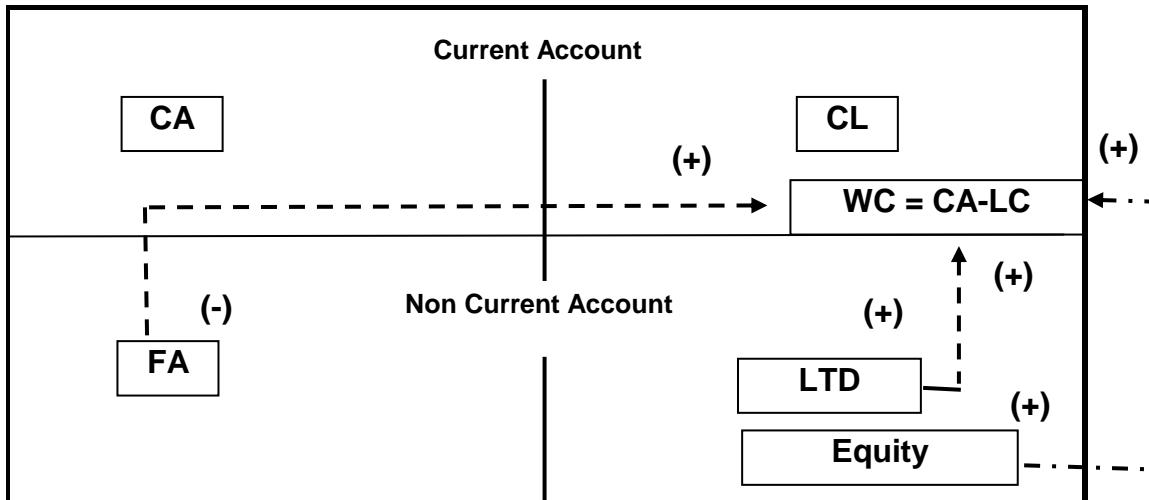 Current Account
CA
CL
(+)
(+)
WC = CA-LC
(+)
(-)
Non Current Account
(+)
FA
LTD
(+)
Equity